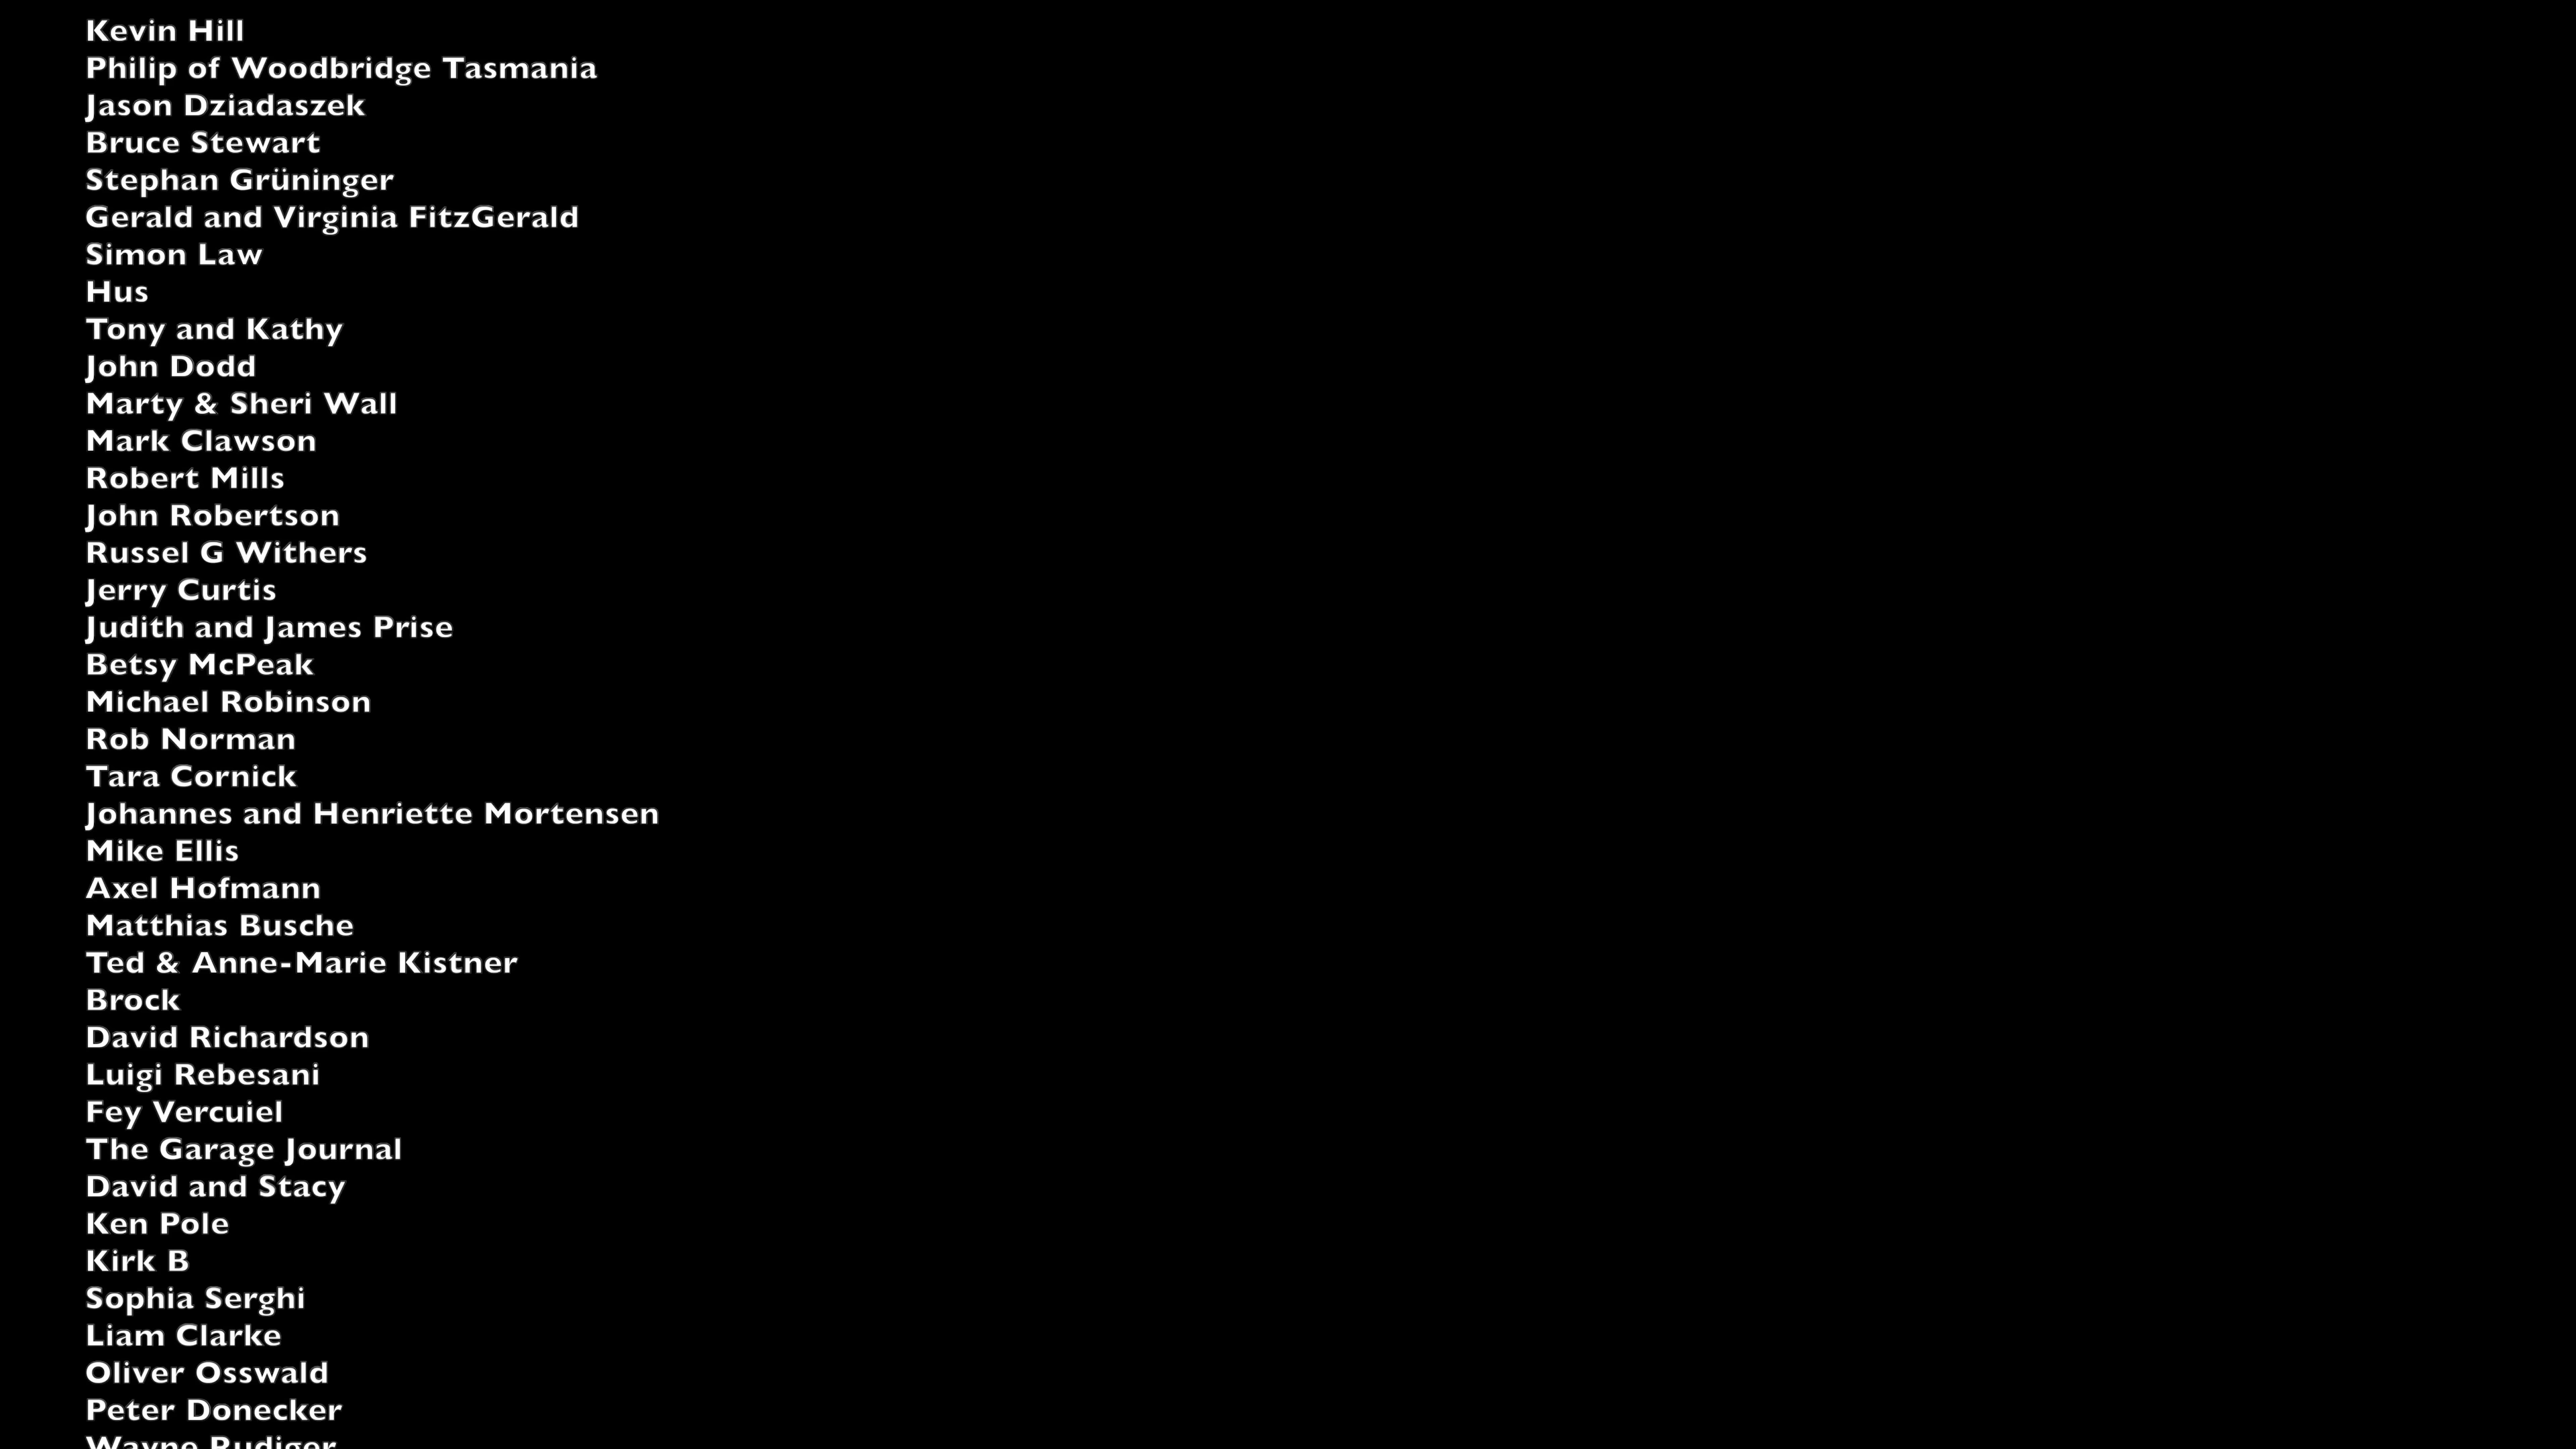 Kevin Hill
Philip of Woodbridge Tasmania
Jason Dziadaszek
Bruce Stewart
Stephan Grüninger
Gerald and Virginia FitzGerald
Simon Law
Hus
Tony and Kathy
John Dodd
Marty & Sheri Wall
Mark Clawson
Robert Mills
John Robertson
Russel G Withers
Jerry Curtis
Judith and James Prise
Betsy McPeak
Michael Robinson
Rob Norman
Tara Cornick
Johannes and Henriette Mortensen
Mike Ellis
Axel Hofmann
Matthias Busche
Ted & Anne-Marie Kistner
Brock
David Richardson
Luigi Rebesani
Fey Vercuiel
The Garage Journal
David and Stacy
Ken Pole
Kirk B
Sophia Serghi
Liam Clarke
Oliver Osswald
Peter Donecker
Wayne Rudiger